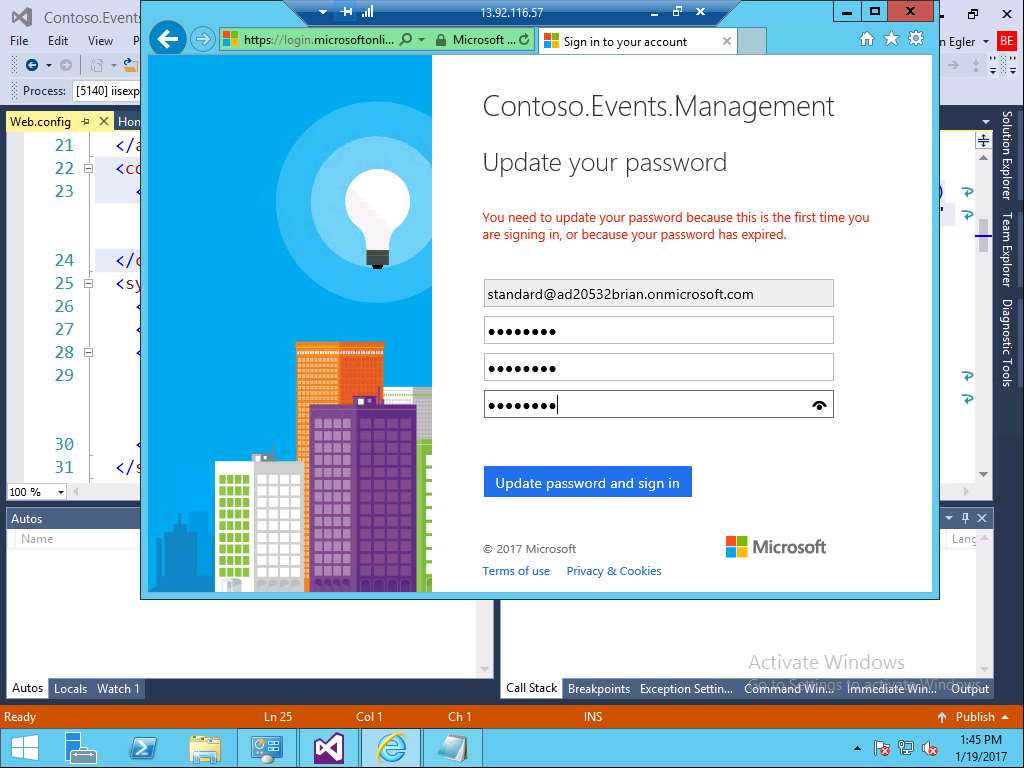 Contoso.Events
13.92.116.57
https://login.microsoftonli...
Microsoft ...
Sign in to your account
n Egler
BE
File
Edit
View
P
Process:
[5140] iisexp
Web.config
Hon
Solution Explorer
Team Explorer
Diagnostic Tools
21
</a
22
<co
23
<
)
"
24
</c
25
<sy
26
<
27
<
28
<
29
30
<
31
</s
100 %
Contoso.Events.Management
Update your password
You need to update your password because this is the first time you
are signing in, or because your password has expired.
standard@ad20532brian.onmicrosoft.com
●●●●●●●●
●●●●●●●●
●●●●●●●●
Update password and sign in
© 2017 Microsoft
Microsoft
Terms of use
Privacy & Cookies
Autos
Name
Lang
Activate Windows
Go to Settings to activate Windows.
Autos
Locals
Watch 1
Call Stack
Breakpoints
Exception Settin...
Command Win...
Immediate Win...
Output
Ready
Ln 25
Col 1
Ch 1
INS
Publish
1:45 PM
1/19/2017